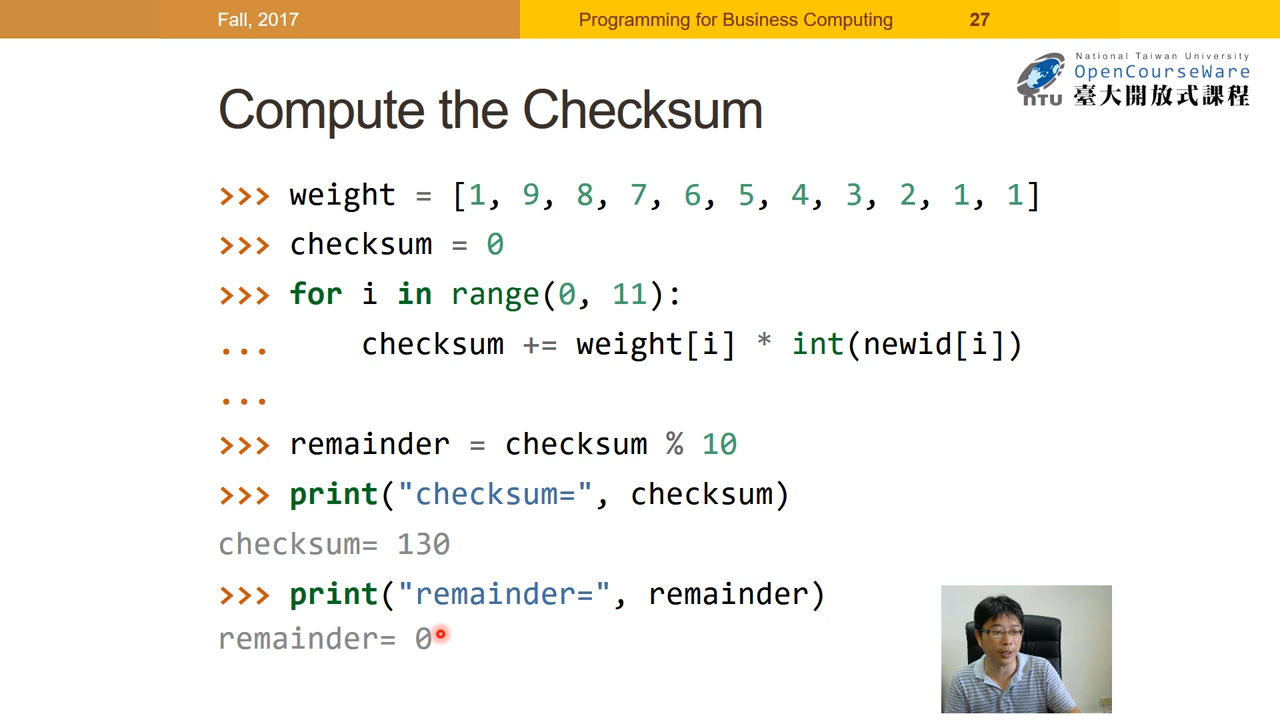 Fall, 2017
Programming for Business Computing
27
National Taiwan University
OpenCourseWare
NTU 臺大開放式課程
Compute the Checksum
>>> weight = [1, 9, 8, 7, 6, 5, 4, 3, 2, 1, 1]
>>> checksum = 0
>>> for i in range(0, 11):
...     checksum += weight[i] * int(newid[i])
...
>>> remainder = checksum % 10
>>> print("checksum=", checksum)
checksum= 130
>>> print("remainder=", remainder)
remainder= 0